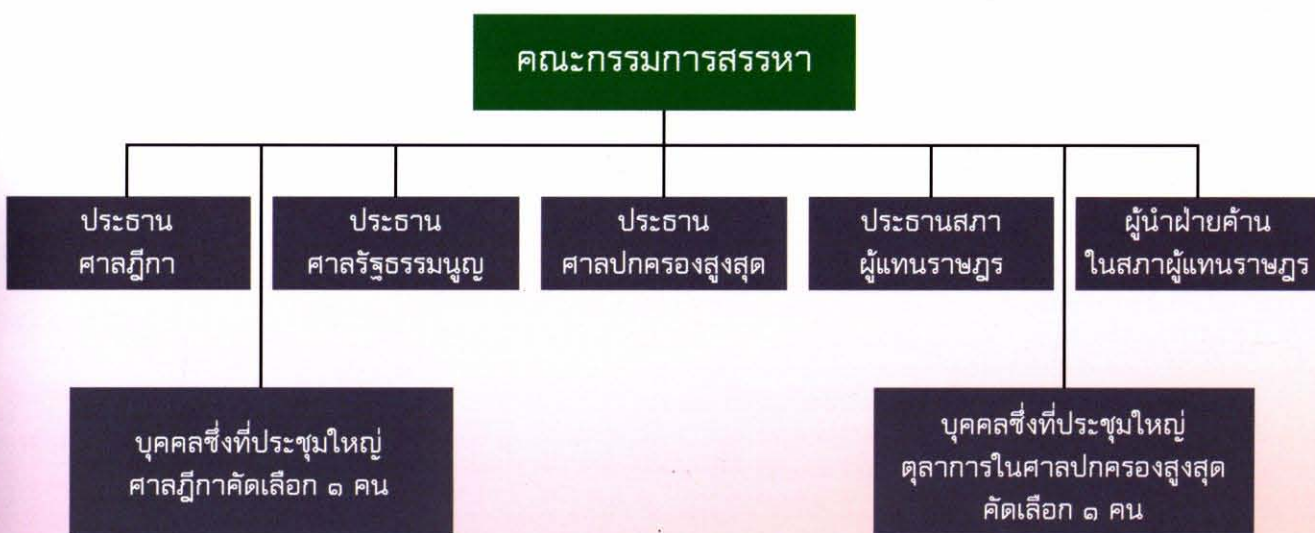 คณะกรรมการสรรหา
ประธาน
ศาลฎีกา
ประธาน
ศาลรัฐธรรมนูญ
ประธาน
ศาลปกครองสูงสุด
ประธานสภา
ผู้แทนราษฎร
ผู้นำฝ่ายค้าน
ในสภาผู้แทนราษฎร
บุคคลซึ่งที่ประชุมใหญ่
ศาลฎีกาคัดเลือก ๑ คน
บุคคลซึ่งที่ประชุมใหญ่
ตุลาการในศาลปกครองสูงสุด
คัดเลือก ๑ คน